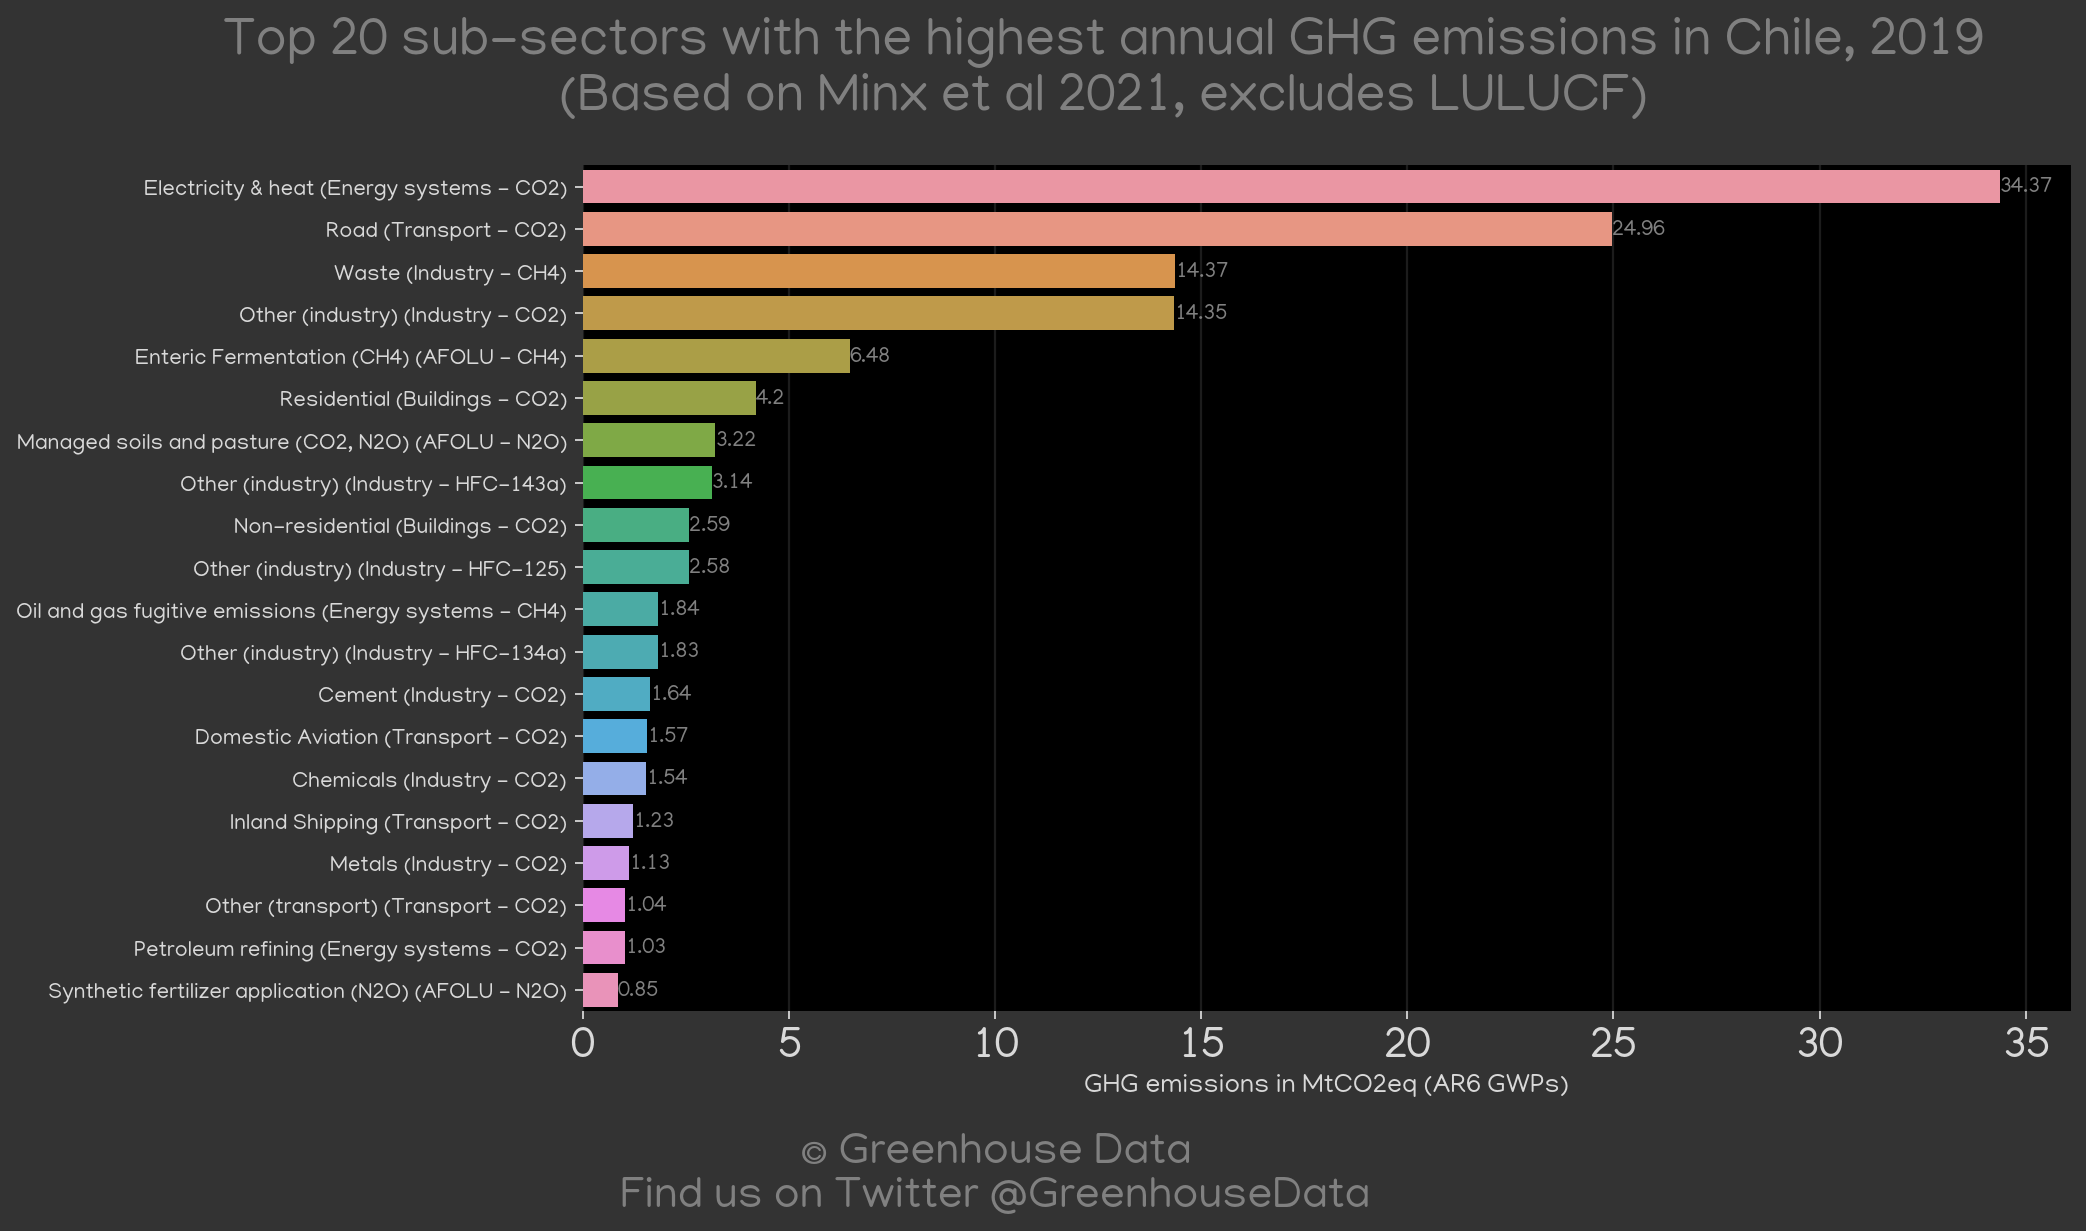 Top 20 sub-sectors with the highest annual GHG emissions in Chile, 2019
(Based on Minx et al 2021, excludes LULUCF)
Electricity & heat (Energy systems - CO2) 34.37
Road (Transport - CO2) 24.96
Waste (Industry - CH4) 14.37
Other (industry) (Industry - CO2) 14.35
Enteric Fermentation (CH4) (AFOLU - CH4) 6.48
Residential (Buildings - CO2) 4.2
Managed soils and pasture (CO2, N2O) (AFOLU - N2O) 3.22
Other (industry) (Industry - HFC-143a) 3.14
Non-residential (Buildings - CO2) 2.59
Other (industry) (Industry - HFC-125) 2.58
Oil and gas fugitive emissions (Energy systems - CH4) 1.84
Other (industry) (Industry - HFC-134a) 1.83
Cement (Industry - CO2) 1.64
Domestic Aviation (Transport - CO2) 1.57
Chemicals (Industry - CO2) 1.54
Inland Shipping (Transport - CO2) 1.23
Metals (Industry - CO2) 1.13
Other (transport) (Transport - CO2) 1.04
Petroleum refining (Energy systems - CO2) 1.03
Synthetic fertilizer application (N2O) (AFOLU - N2O) 0.85
0 5 10 15 20 25 30 35
GHG emissions in MtCO2eq (AR6 GWPs)
© Greenhouse Data
Find us on Twitter @GreenhouseData